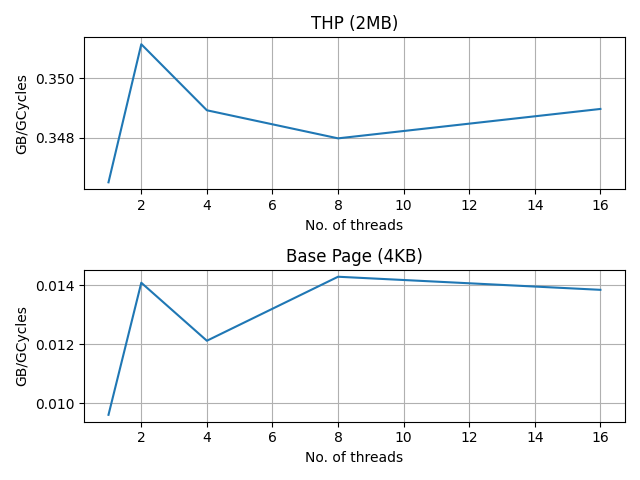 THP (2MB)
GB/GCycles
0.350
0.348
2 4 6 8 10 12 14 16
No. of threads
Base Page (4KB)
GB/GCycles
0.014
0.012
0.010
2 4 6 8 10 12 14 16
No. of threads